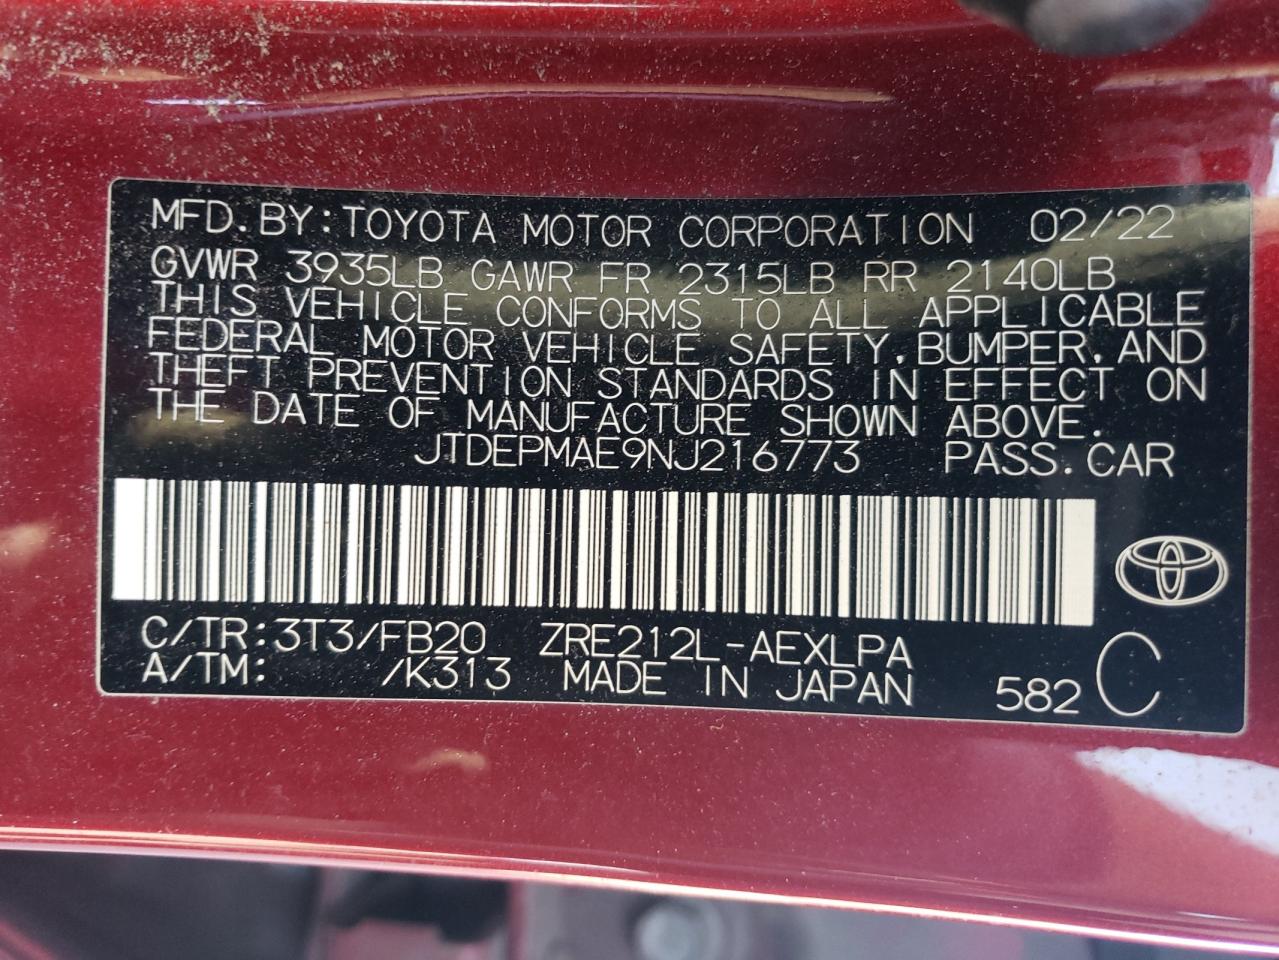 MFD.BY:TOYOTA MOTOR CORPORATION 02/22
GVWR 3935LB GAWR FR 2315LB RR 2140LB
THIS VEHICLE CONFORMS TO ALL APPLICABLE
FEDERAL MOTOR VEHICLE SAFETY,BUMPER,AND
THEFT PREVENTION STANDARDS IN EFFECT ON
THE DATE OF MANUFACTURE SHOWN ABOVE.
JTDEPMAE9NJ216773 PASS.CAR
C/TR:3T3/FB20 ZRE212L-AEXLPA
A/TM: /K313 MADE IN JAPAN 582 C